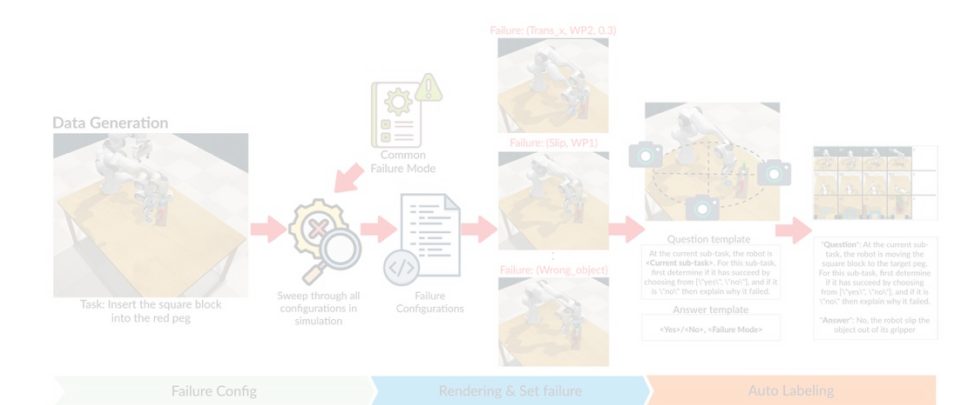 Failure: (Trans_x, WP2, 0.3)
Data Generation
Common
Failure Mode
Failure: (Slip, WP1)
Task: Insert the square block
into the red peg
Sweep through all
configurations in
simulation
Failure
Configurations
:
Failure: (Wrong_object)
Question template
At the current sub-task, the robot is
<Current sub-task>. For this sub-task,
first determine if it has succeed by
choosing from [\"yes\", \"no\"], and if it
is \"no\" then explain why it failed.
Answer template
<Yes>/<No>, <Failure Mode>
"Question": At the current sub-
task, the robot is moving the
square block to the target peg.
For this sub-task, first determine
if it has succeed by choosing
from [\"yes\", \"no\"], and if it is
\"no\" then explain why it failed.
"Answer": No, the robot slip the
object out of its gripper
Failure Config
Rendering & Set failure
Auto Labeling